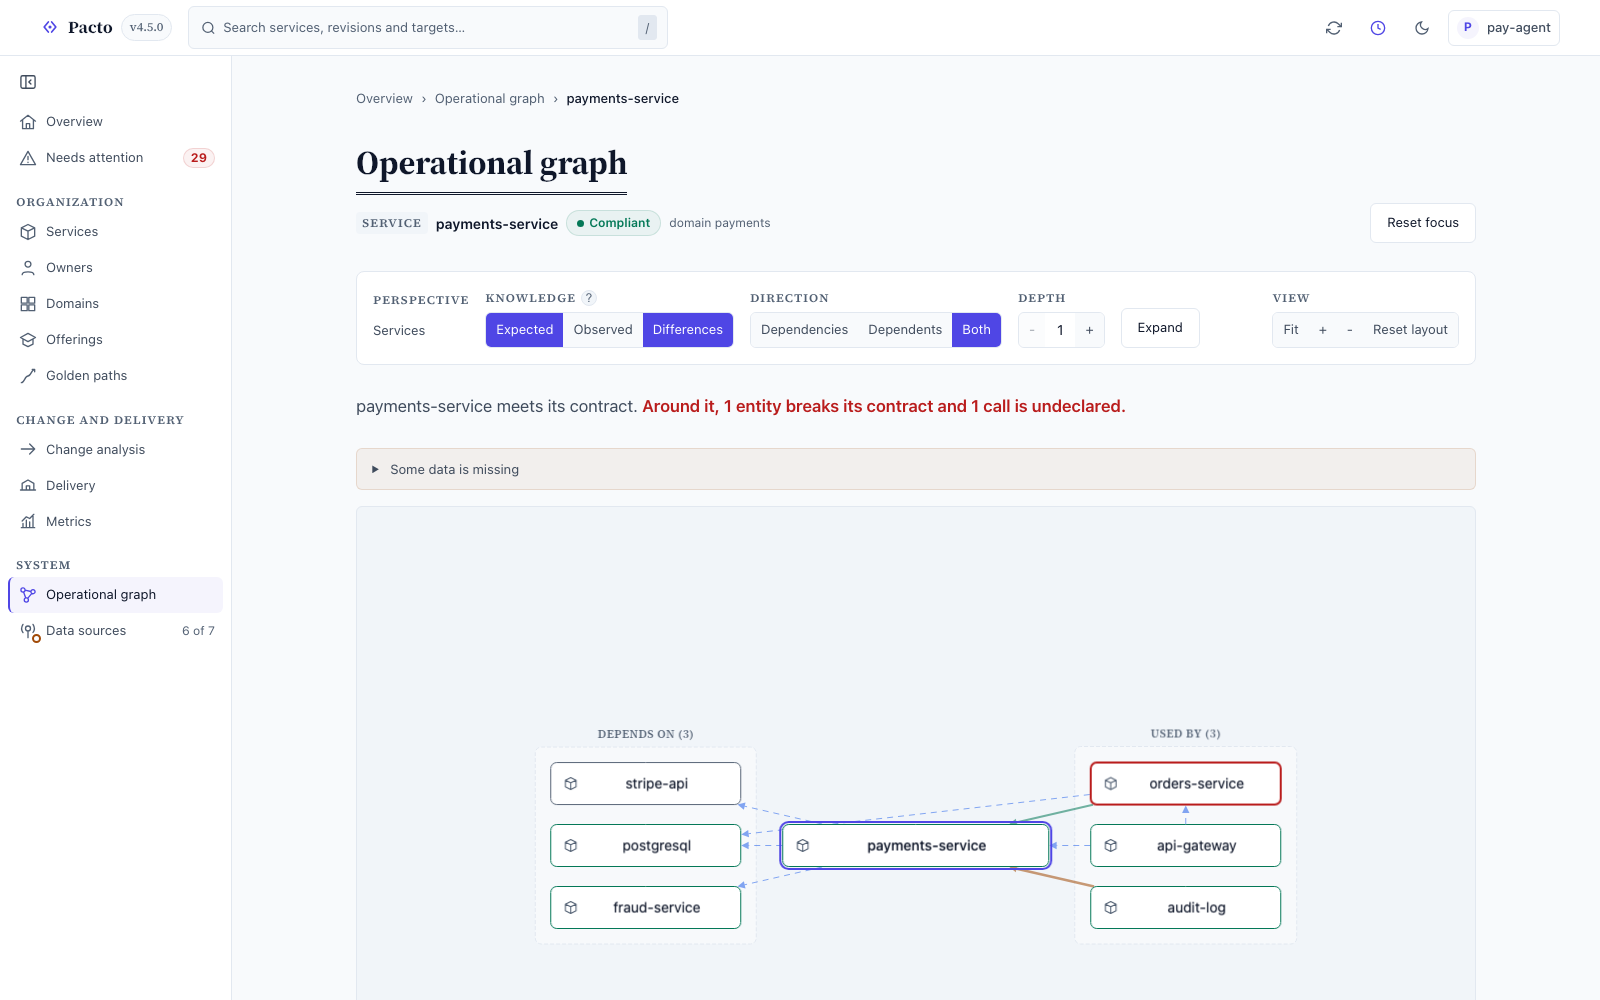 Pacto v4.5.0
Search services, revisions and targets... /
P pay-agent
Overview
Needs attention 29
ORGANIZATION
Services
Owners
Domains
Offerings
Golden paths
CHANGE AND DELIVERY
Change analysis
Delivery
Metrics
SYSTEM
Operational graph
Data sources 6 of 7
Overview › Operational graph › payments-service
Operational graph
SERVICE payments-service Compliant domain payments
Reset focus
PERSPECTIVE
Services
KNOWLEDGE ?
Expected Observed Differences
DIRECTION
Dependencies Dependents Both
DEPTH
- 1 +
Expand
VIEW
Fit + - Reset layout
payments-service meets its contract. Around it, 1 entity breaks its contract and 1 call is undeclared.
Some data is missing
DEPENDS ON (3)
stripe-api
postgresql
fraud-service
payments-service
USED BY (3)
orders-service
api-gateway
audit-log